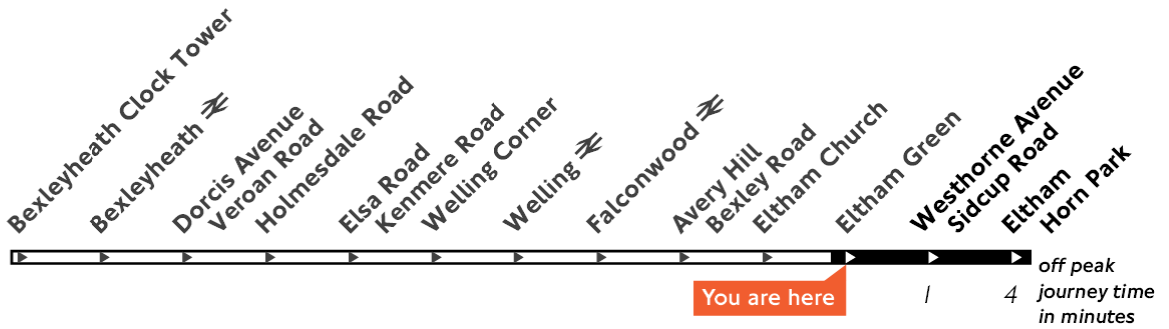 Bexleyheath Clock Tower
Bexleyheath
Dorcis Avenue
Veroan Road
Holmesdale Road
Elsa Road
Kenmere Road
Welling Corner
Welling
Falconwood
Avery Hill
Bexley Road
Eltham Church
Eltham Green
Westhorne Avenue
Sidcup Road
Eltham
Horn Park
You are here
1
4
off peak
journey time
in minutes